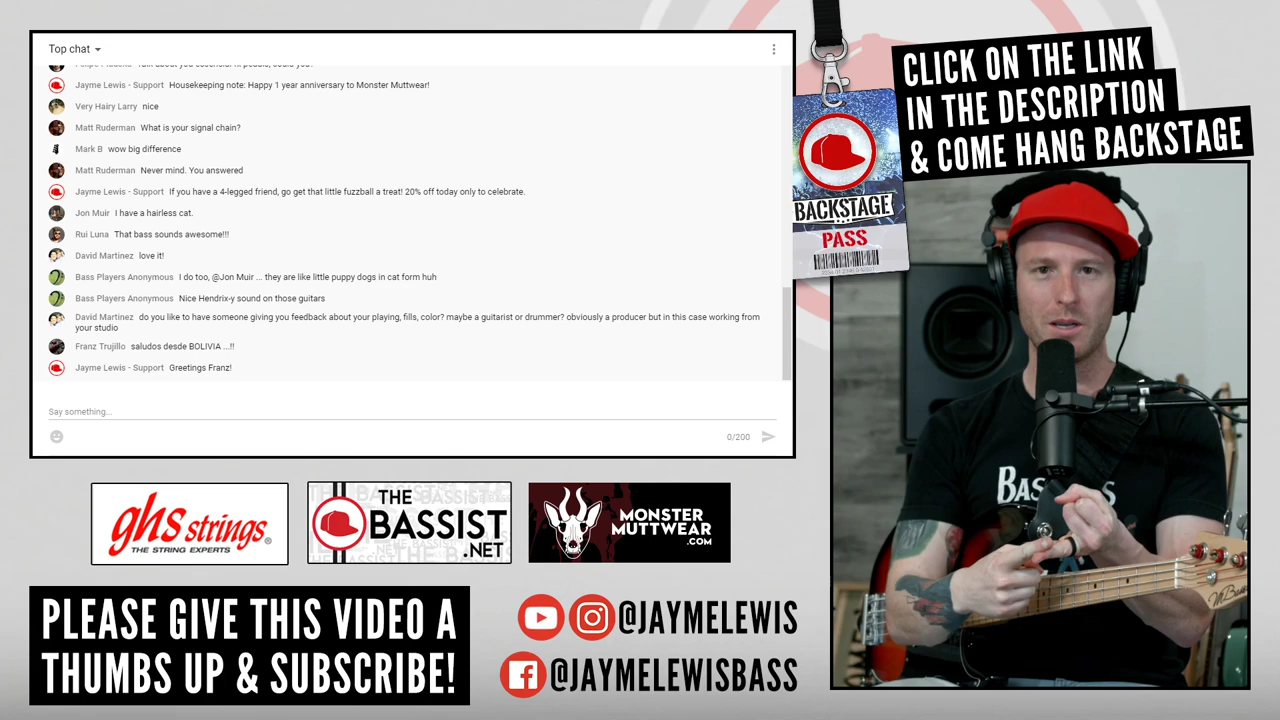 Top chat
Jayme Lewis - Support Housekeeping note: Happy 1 year anniversary to Monster Muttwear!
Very Hairy Larry nice
Matt Ruderman What is your signal chain?
Mark B wow big difference
Matt Ruderman Never mind. You answered
Jayme Lewis - Support If you have a 4-legged friend, go get that little fuzzball a treat! 20% off today only to celebrate.
Jon Muir I have a hairless cat.
Rui Luna That bass sounds awesome!!!
David Martinez love it!
Bass Players Anonymous I do too, @Jon Muir ... they are like little puppy dogs in cat form huh
Bass Players Anonymous Nice Hendrix-y sound on those guitars
David Martinez do you like to have someone giving you feedback about your playing, fills, color? maybe a guitarist or drummer? obviously a producer but in this case working from
your studio
Franz Trujillo saludos desde BOLIVIA ...!!
Jayme Lewis - Support Greetings Franz!
Say something...
0/200
CLICK ON THE LINK
IN THE DESCRIPTION
& COME HANG BACKSTAGE
BACKSTAGE
PASS
ghs strings®
THE STRING EXPERTS
THE
BASSIST
.NET
MONSTER
MUTTWEAR
.COM
PLEASE GIVE THIS VIDEO A
THUMBS UP & SUBSCRIBE!
@JAYMELEWIS
@JAYMELEWISBASS